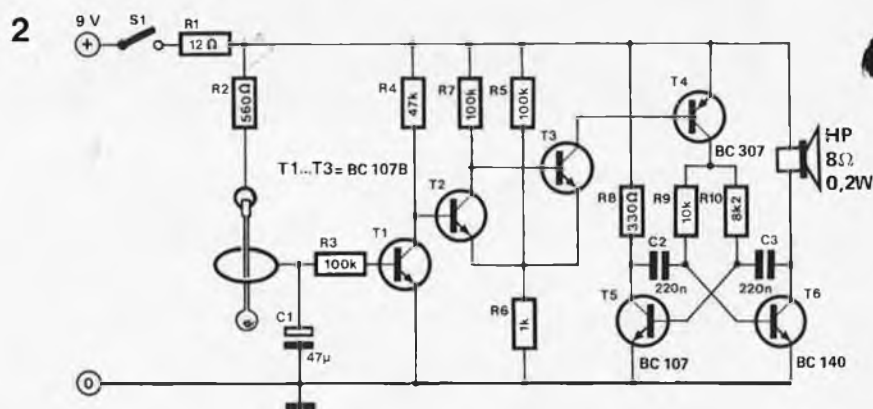 2
9 V
S1
R1
12 Ω
+
R2
560Ω
R4
47k
R7
100k
R5
100k
T4
BC 307
HP
8Ω
0,2W
T3
T1...T3 = BC 107B
T2
R8
330Ω
R9
10k
R10
8k2
R3
100k
T1
C2
220n
C3
220n
C1
47µ
R6
1k
T5
BC 107
T6
BC 140
0